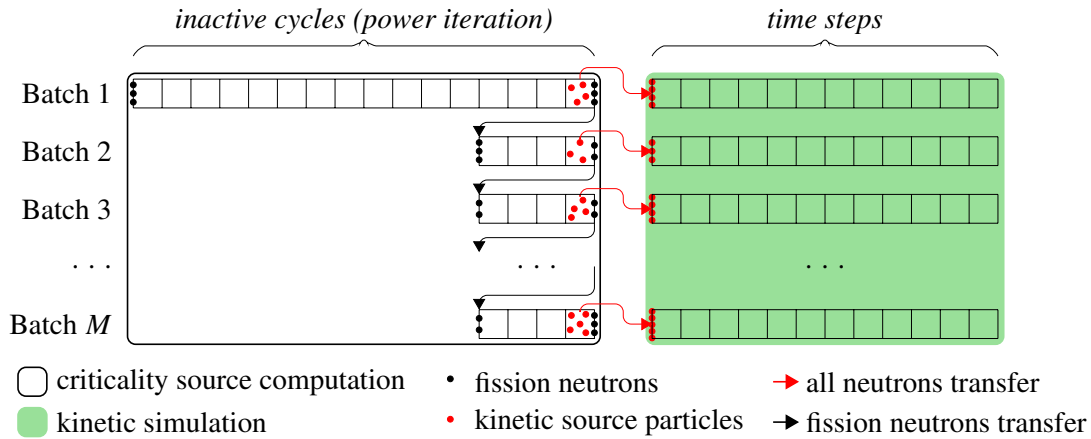 inactive cycles (power iteration) time steps
Batch 1
Batch 2
Batch 3
. . . . . . . . .
Batch M
criticality source computation fission neutrons all neutrons transfer
kinetic simulation kinetic source particles fission neutrons transfer